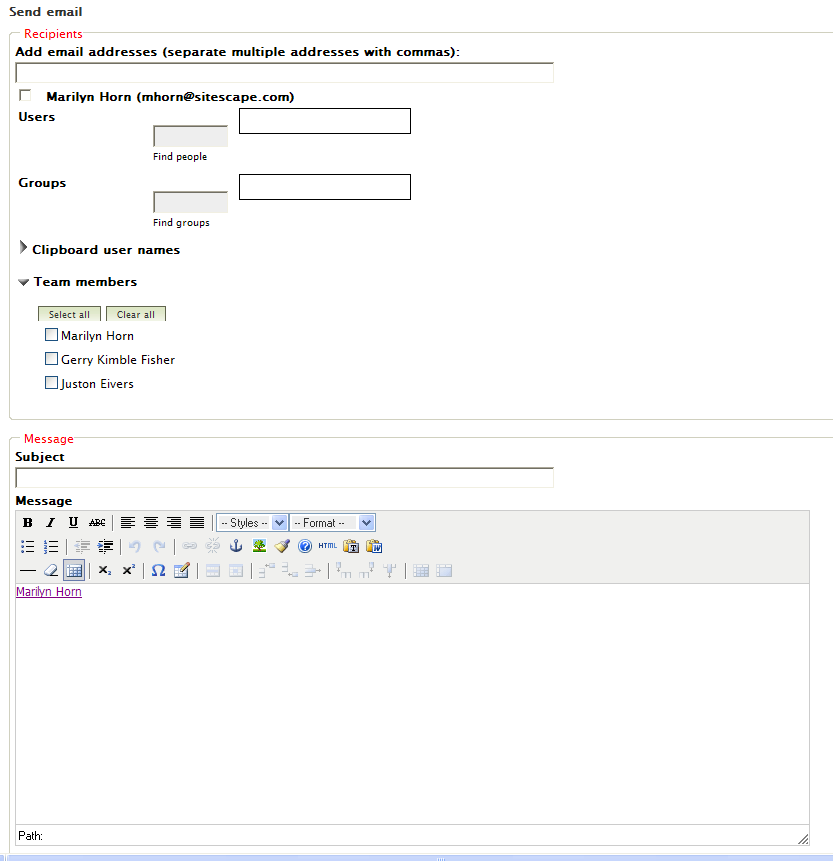 Send email
Recipients
Add email addresses (separate multiple addresses with commas):
Marilyn Horn (mhorn@sitescape.com)
Users
Find people
Groups
Find groups
Clipboard user names
Team members
Select all Clear all
Marilyn Horn
Gerry Kimble Fisher
Juston Eivers
Message
Subject
Message
B I U ABC -- Styles -- -- Format --
HTML
X₂ X² Ω
Marilyn Horn
Path: